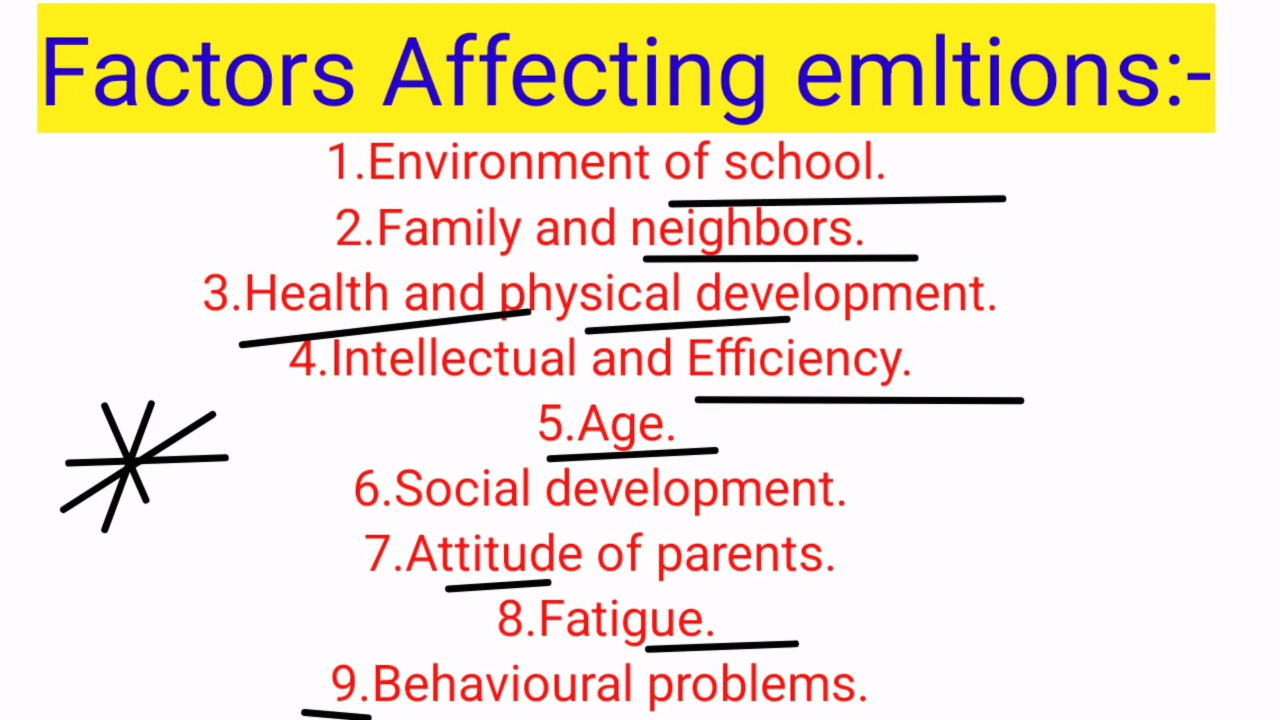 Factors Affecting emltions:-
1.Environment of school.
2.Family and neighbors.
3.Health and physical development.
4.Intellectual and Efficiency.
5.Age.
6.Social development.
7.Attitude of parents.
8.Fatigue.
9.Behavioural problems.